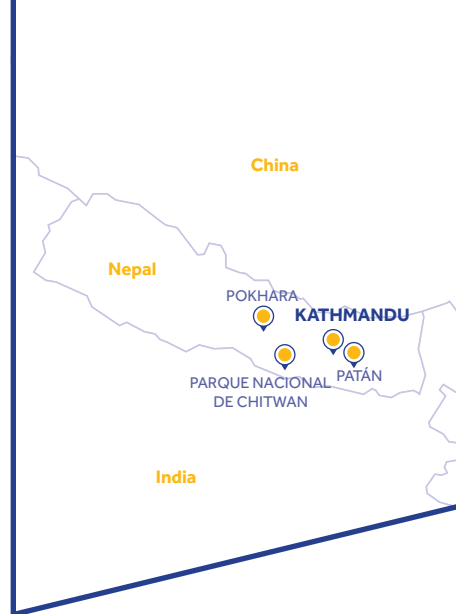 China
Nepal
POKHARA
KATHMANDU
PARQUE NACIONAL
DE CHITWAN
PATÁN
India